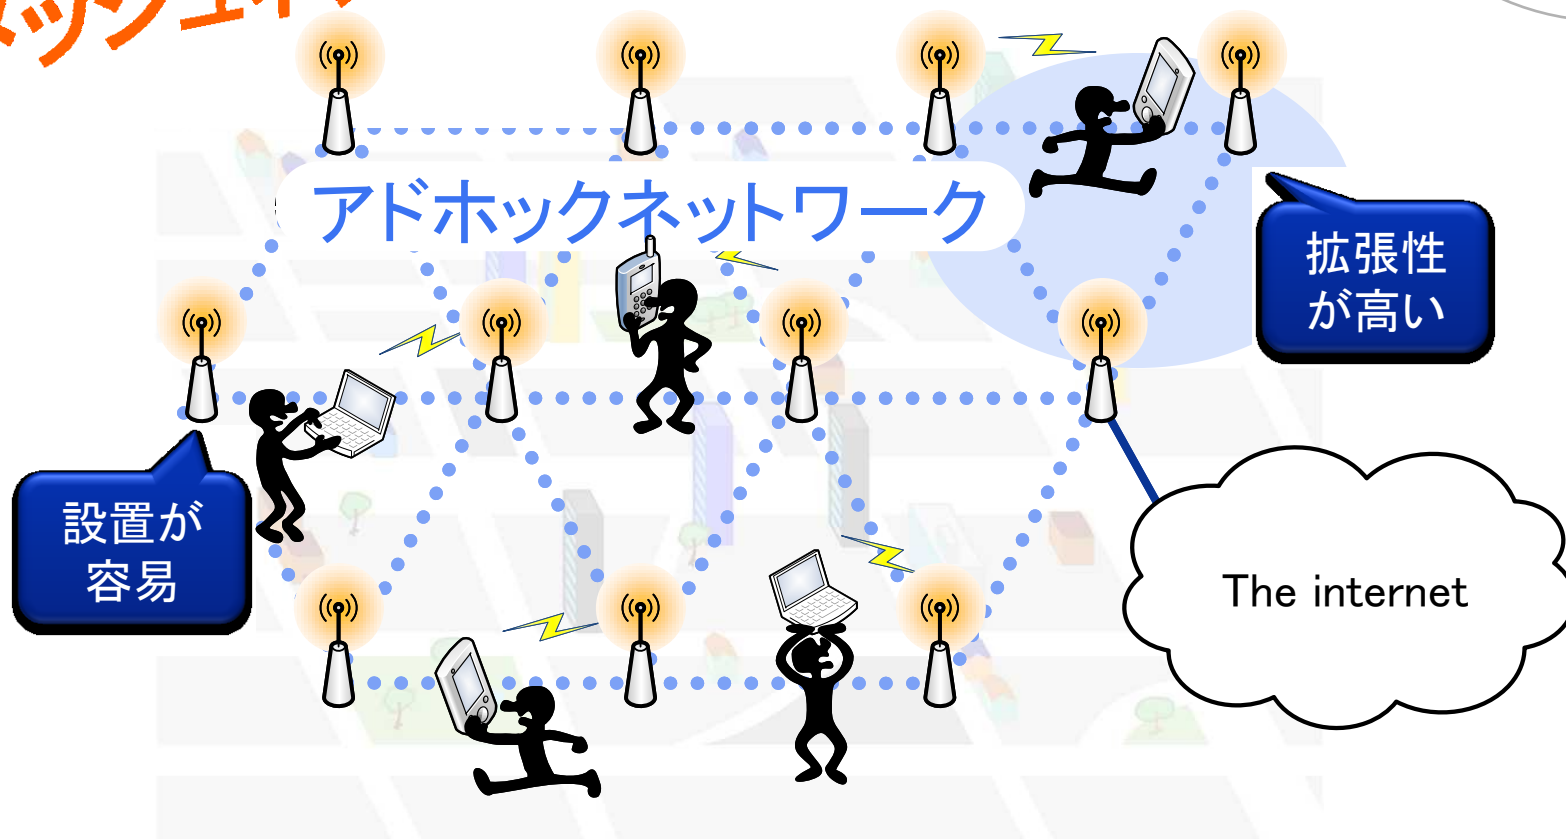 アドホックネットワーク
拡張性
が高い
設置が
容易
The internet